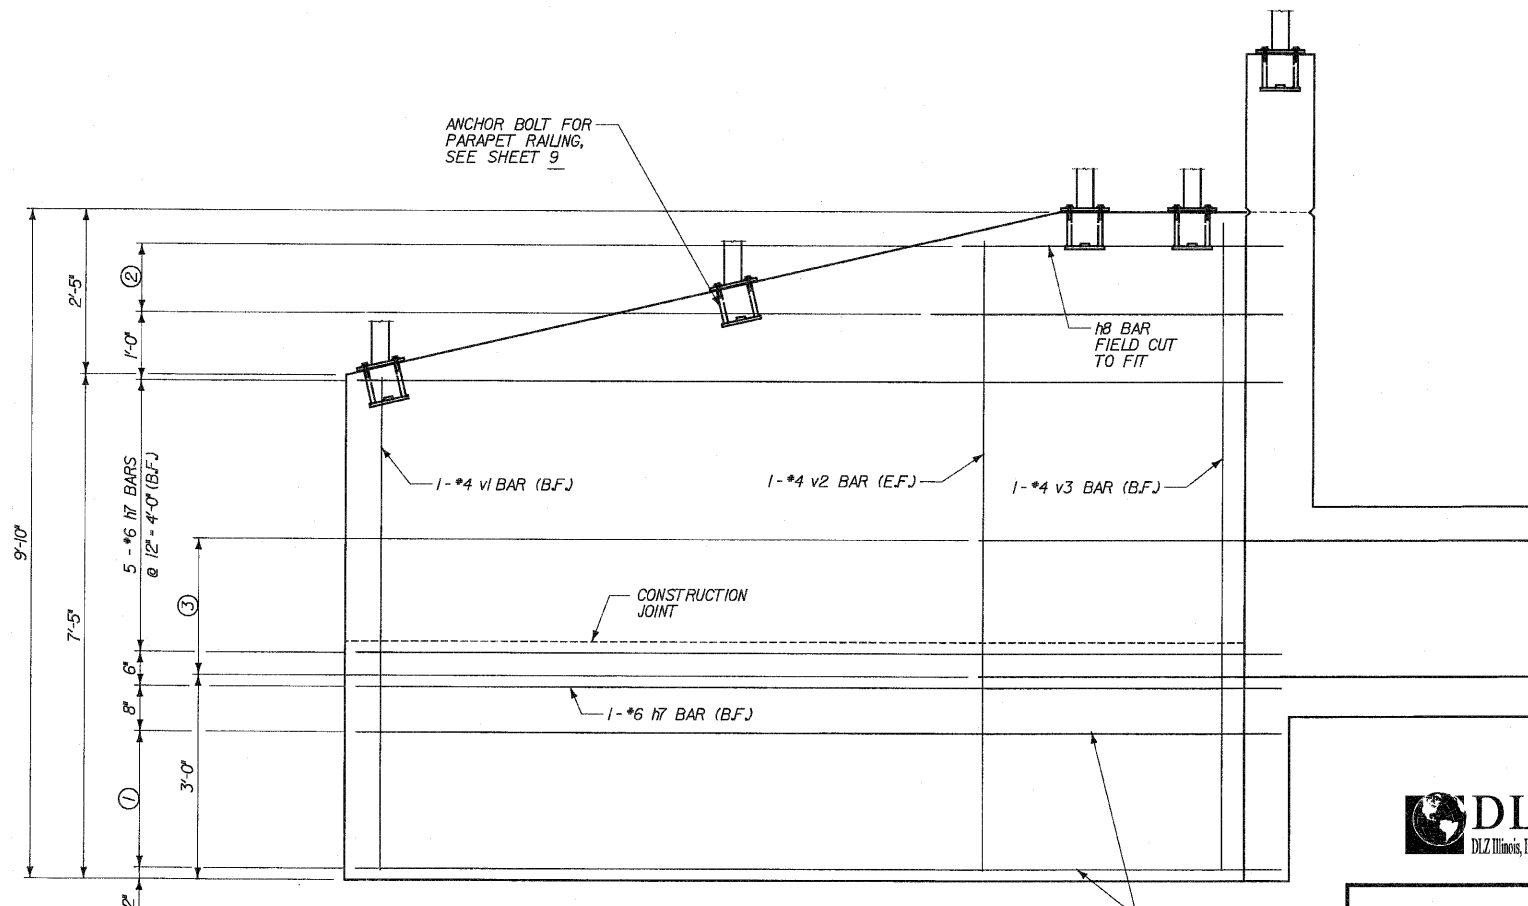 ANCHOR BOLT FOR
PARAPET RAILING,
SEE SHEET 9
h8 BAR
FIELD CUT
TO FIT
1-#4 v1 BAR (B.F.)
1-#4 v2 BAR (E.F.)
1-#4 v3 BAR (B.F.)
CONSTRUCTION
JOINT
1-#6 h7 BAR (B.F.)
9'-10"
2'-5"
7'-5"
2
1'-0"
5 - #6 h7 BARS
@ 12" = 4'-0" (B.F.)
6"
8"
1
2"
3
3'-0"
DLZ Illinois,